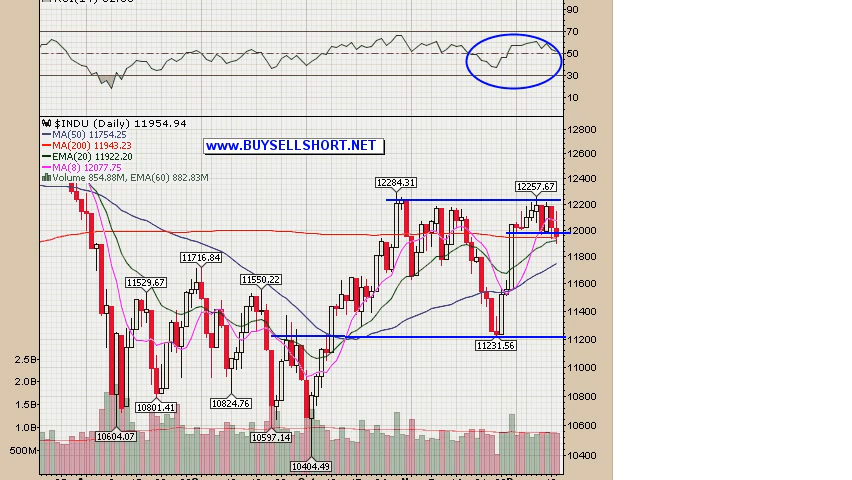 90
70
50
30
10
$INDU (Daily) 11954.94
MA(50) 11754.25
MA(200) 11943.23
EMA(20) 11922.20
MA(8) 12077.75
Volume 854.88M, EMA(60) 882.83M
www.BUYSELLSHORT.NET
12800
12600
12400
12200
12000
11800
11600
11400
11200
11000
10800
10600
10400
12284.31
12257.67
11716.84
11529.67
11550.22
11231.56
10801.41
10824.76
10604.07
10597.14
10404.49
2.5B
2.0B
1.5B
1.0B
500M